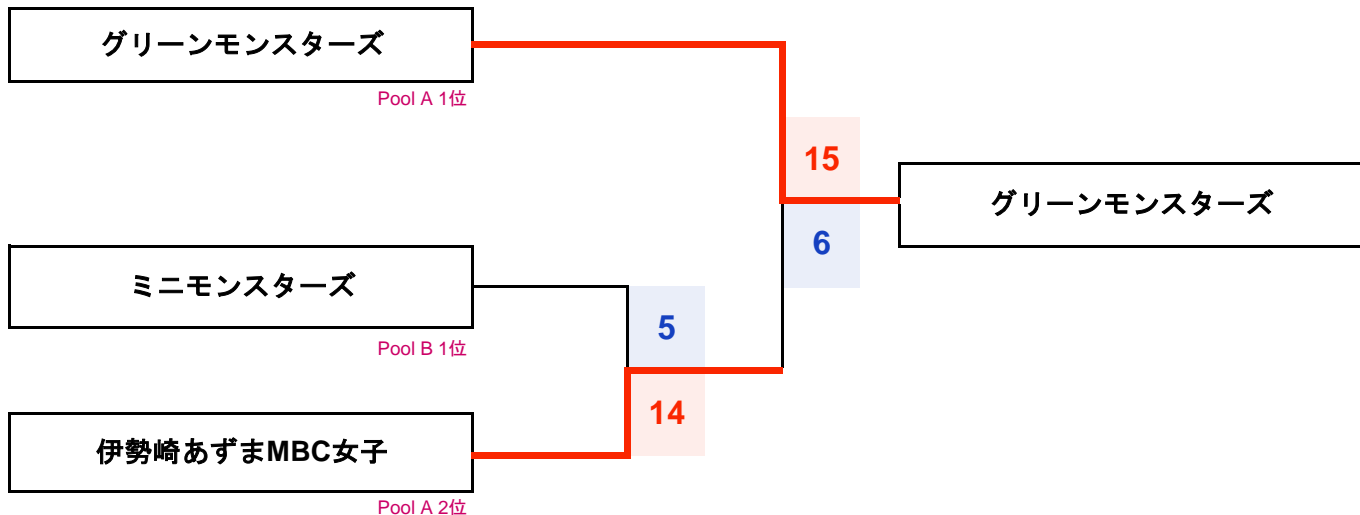 グリーンモンスターズ
Pool A 1位
15
グリーンモンスターズ
6
ミニモンスターズ
Pool B 1位
5
14
伊勢崎あずまMBC女子
Pool A 2位